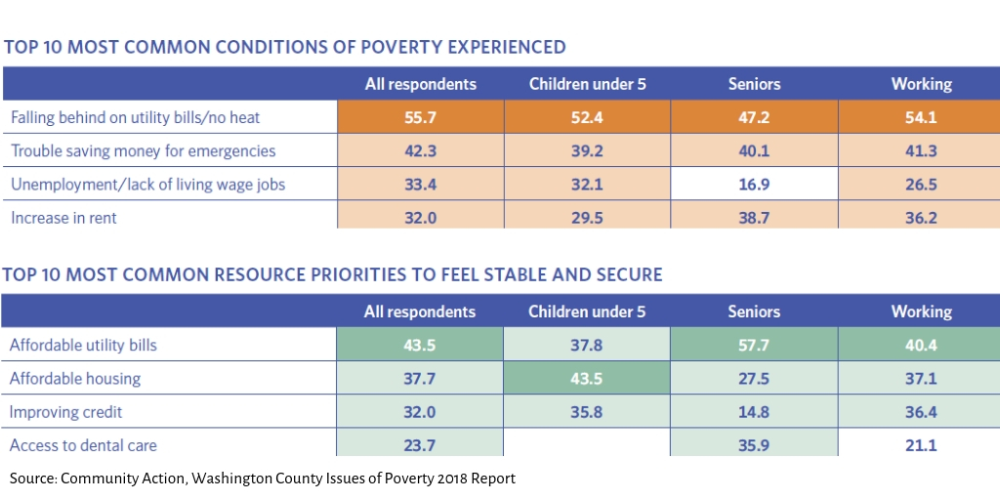 TOP 10 MOST COMMON CONDITIONS OF POVERTY EXPERIENCED
All respondents Children under 5 Seniors Working
Falling behind on utility bills/no heat 55.7 52.4 47.2 54.1
Trouble saving money for emergencies 42.3 39.2 40.1 41.3
Unemployment/lack of living wage jobs 33.4 32.1 16.9 26.5
Increase in rent 32.0 29.5 38.7 36.2
TOP 10 MOST COMMON RESOURCE PRIORITIES TO FEEL STABLE AND SECURE
All respondents Children under 5 Seniors Working
Affordable utility bills 43.5 37.8 57.7 40.4
Affordable housing 37.7 43.5 27.5 37.1
Improving credit 32.0 35.8 14.8 36.4
Access to dental care 23.7 35.9 21.1
Source: Community Action, Washington County Issues of Poverty 2018 Report